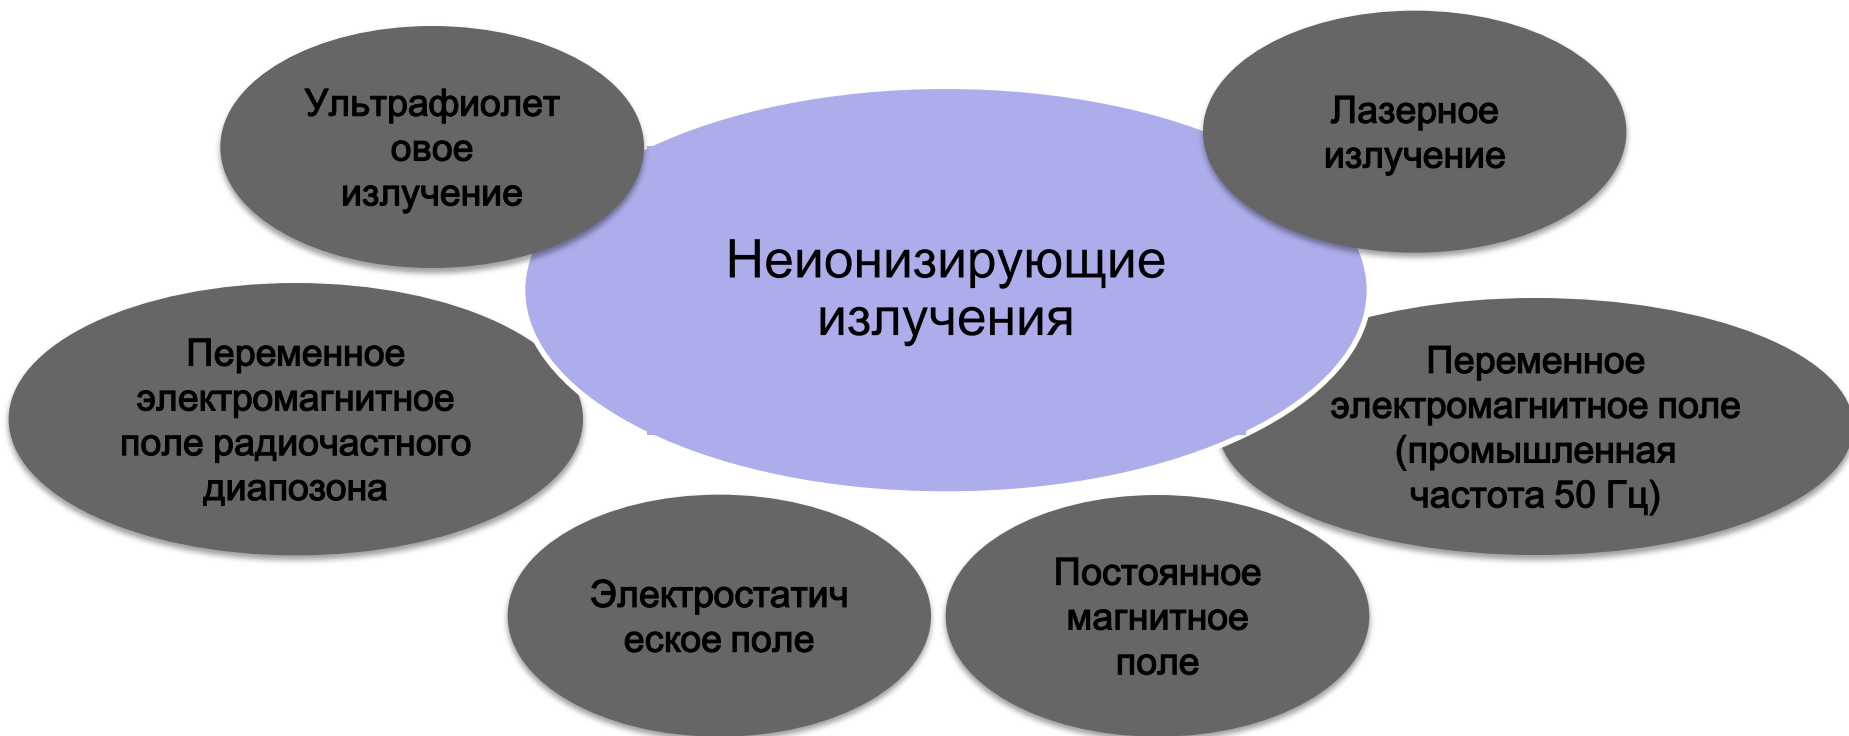 Ультрафиолет
овое
излучение
Лазерное
излучение
Неионизирующие
излучения
Переменное
электромагнитное
поле радиочастного
диапозона
Переменное
электромагнитное поле
(промышленная
частота 50 Гц)
Электростатич
еское поле
Постоянное
магнитное
поле